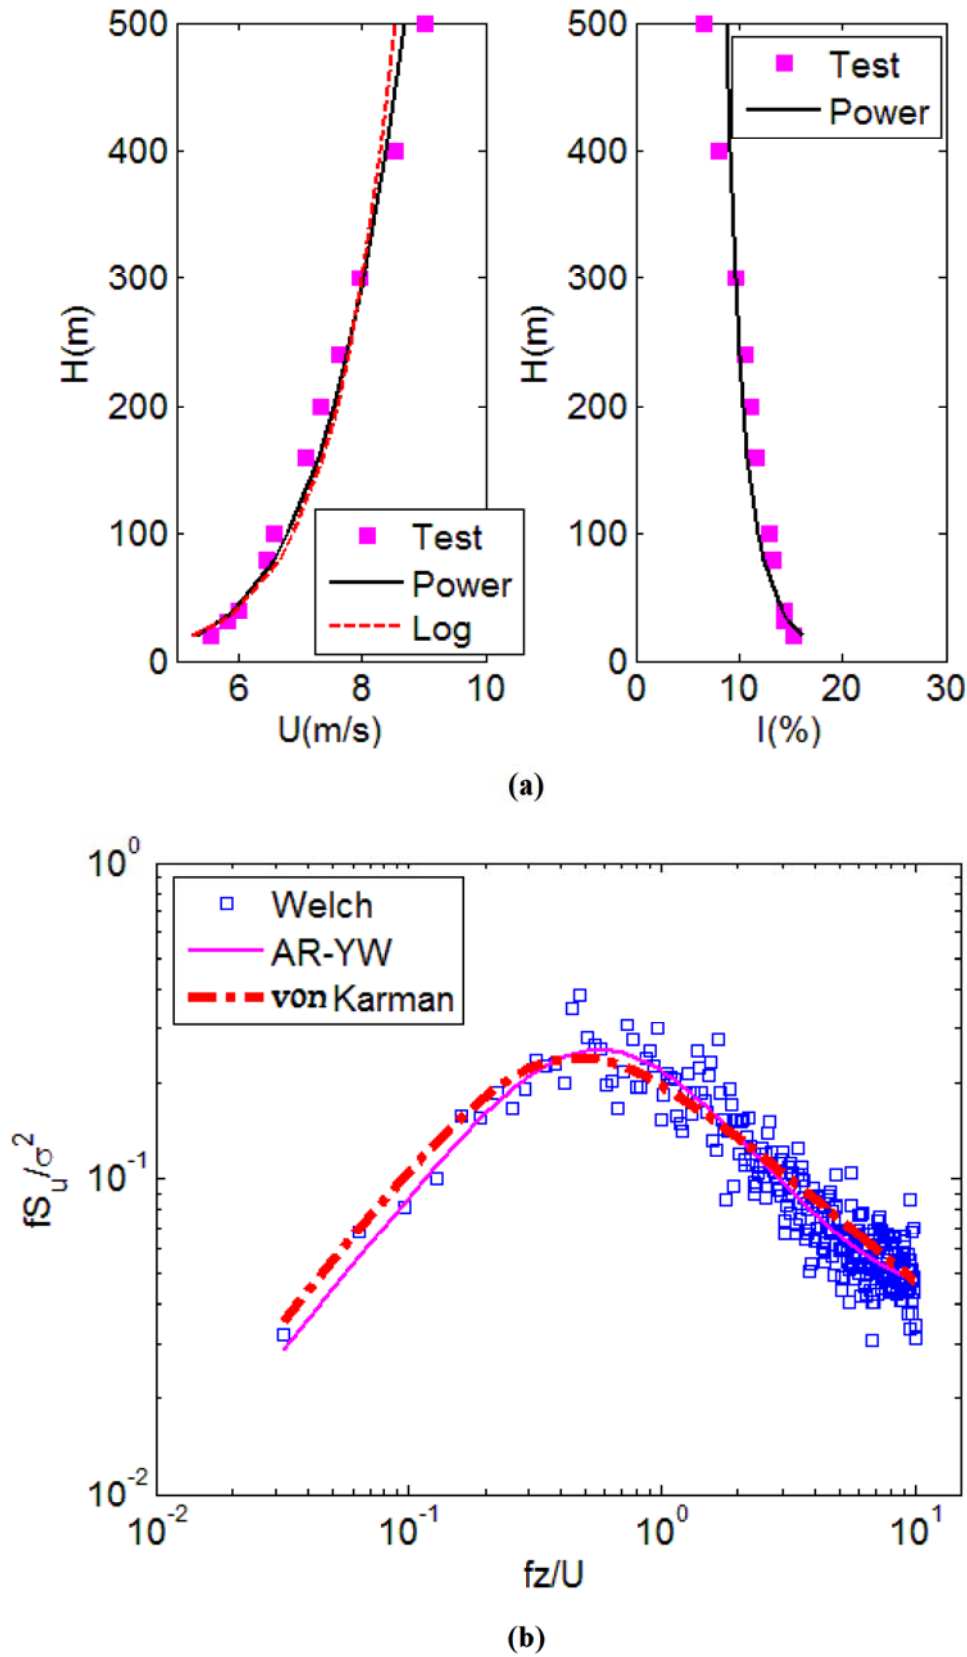 500
400
300
200
100
0
H(m)
6
8
10
U(m/s)
Test
Power
Log
500
400
300
200
100
0
H(m)
0
10
20
30
I(%)
Test
Power
(a)
10^0
10^-1
10^-2
fS_u/σ^2
Welch
AR-YW
von Karman
10^-2
10^-1
10^0
10^1
fz/U
(b)